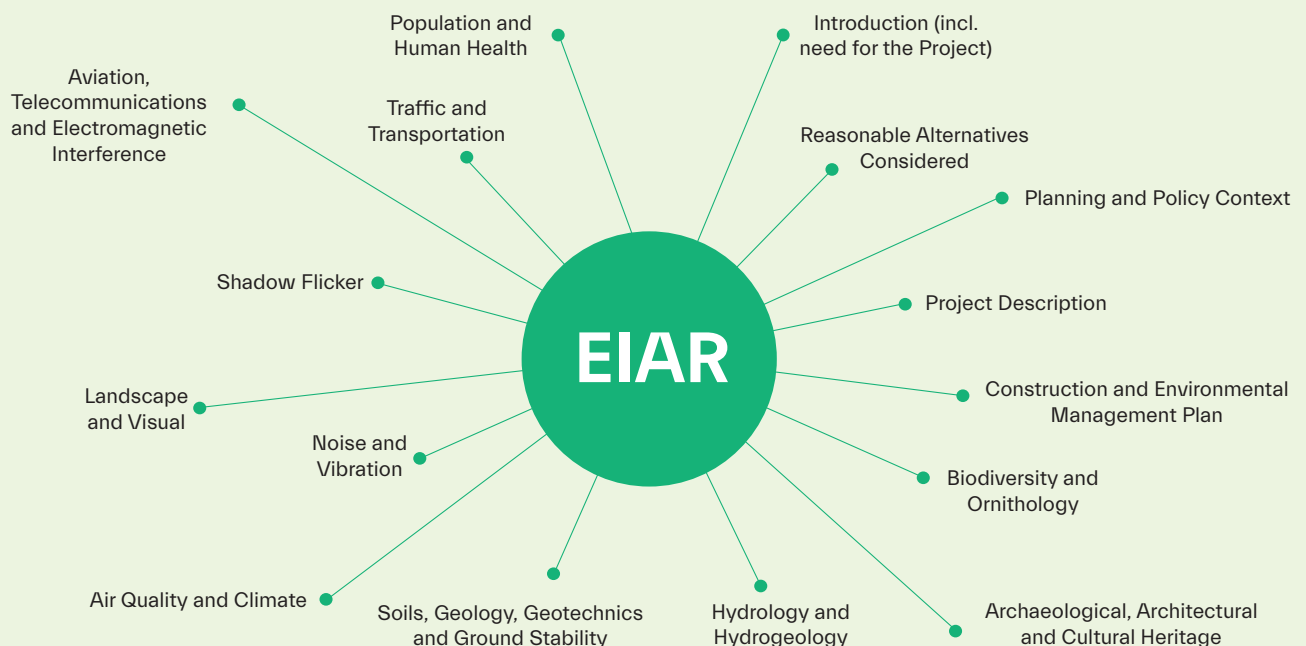 Population and
Human Health
Introduction (incl.
need for the Project)
Aviation,
Telecommunications
and Electromagnetic
Interference
Traffic and
Transportation
Reasonable Alternatives
Considered
Planning and Policy Context
Shadow Flicker
Project Description
EIAR
Landscape
and Visual
Construction and Environmental
Management Plan
Noise and
Vibration
Biodiversity and
Ornithology
Air Quality and Climate
Soils, Geology, Geotechnics
and Ground Stability
Hydrology and
Hydrogeology
Archaeological, Architectural
and Cultural Heritage